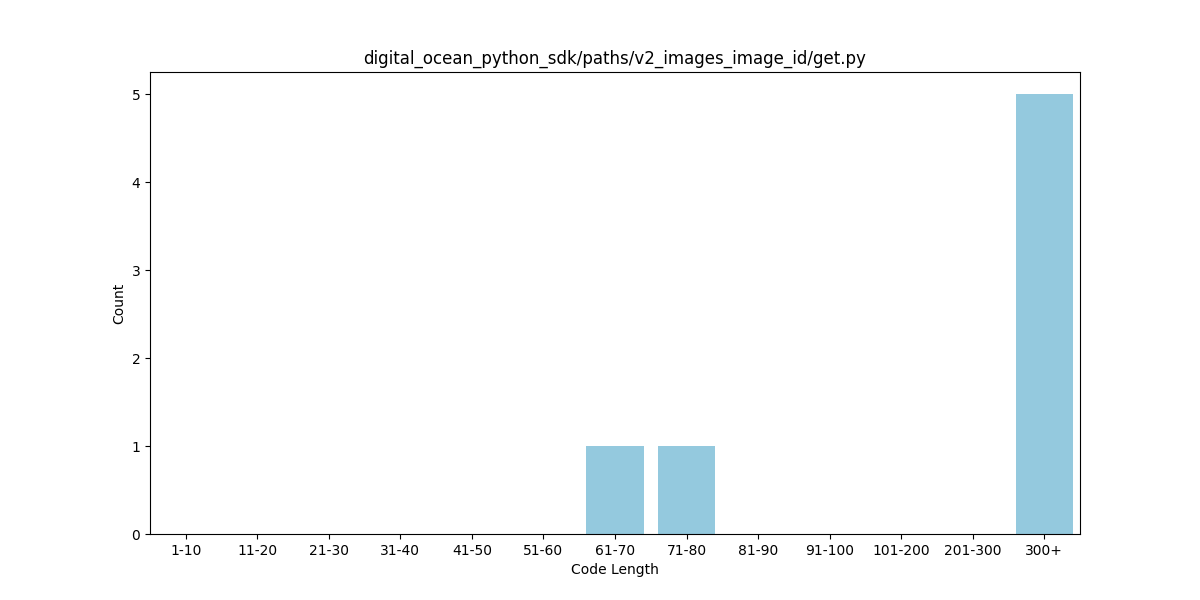 digital_ocean_python_sdk/paths/v2_images_image_id/get.py
5
4
3
2
1
0
Count
1-10 11-20 21-30 31-40 41-50 51-60 61-70 71-80 81-90 91-100 101-200 201-300 300+
Code Length